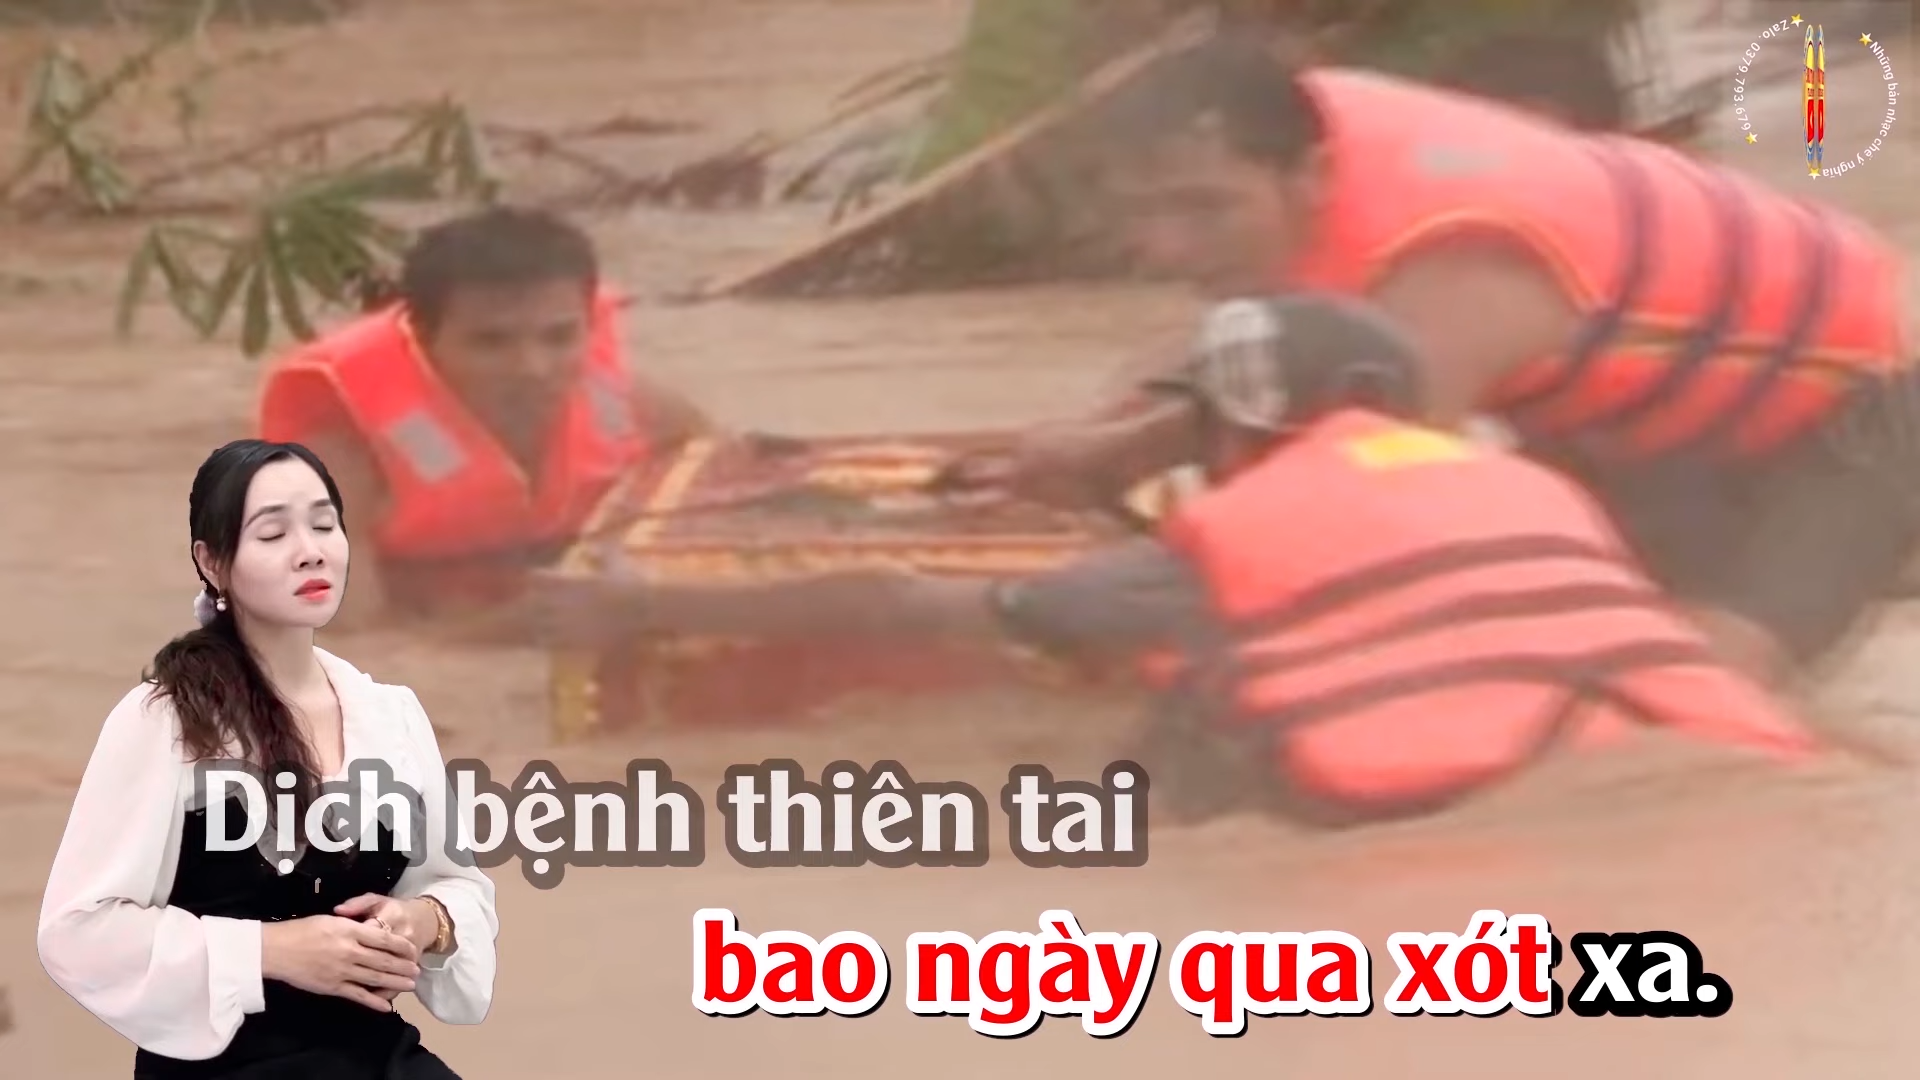 Zalo. 0379.793.679
Những bản nhạc chế ý nghĩa
Dịch bệnh thiên tai
bao ngày qua xót xa.